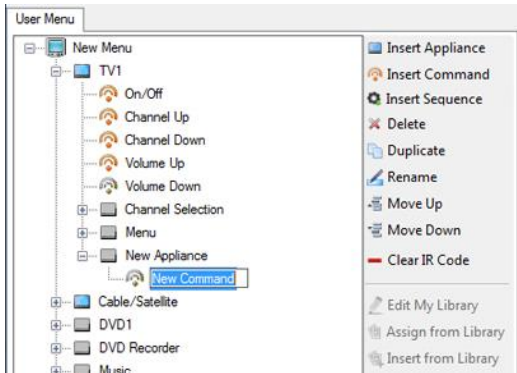 User Menu
New Menu
TV1
On/Off
Channel Up
Channel Down
Volume Up
Volume Down
Channel Selection
Menu
New Appliance
New Command
Cable/Satellite
DVD1
DVD Recorder
Music
Insert Appliance
Insert Command
Insert Sequence
Delete
Duplicate
Rename
Move Up
Move Down
Clear IR Code
Edit My Library
Assign from Library
Insert from Library